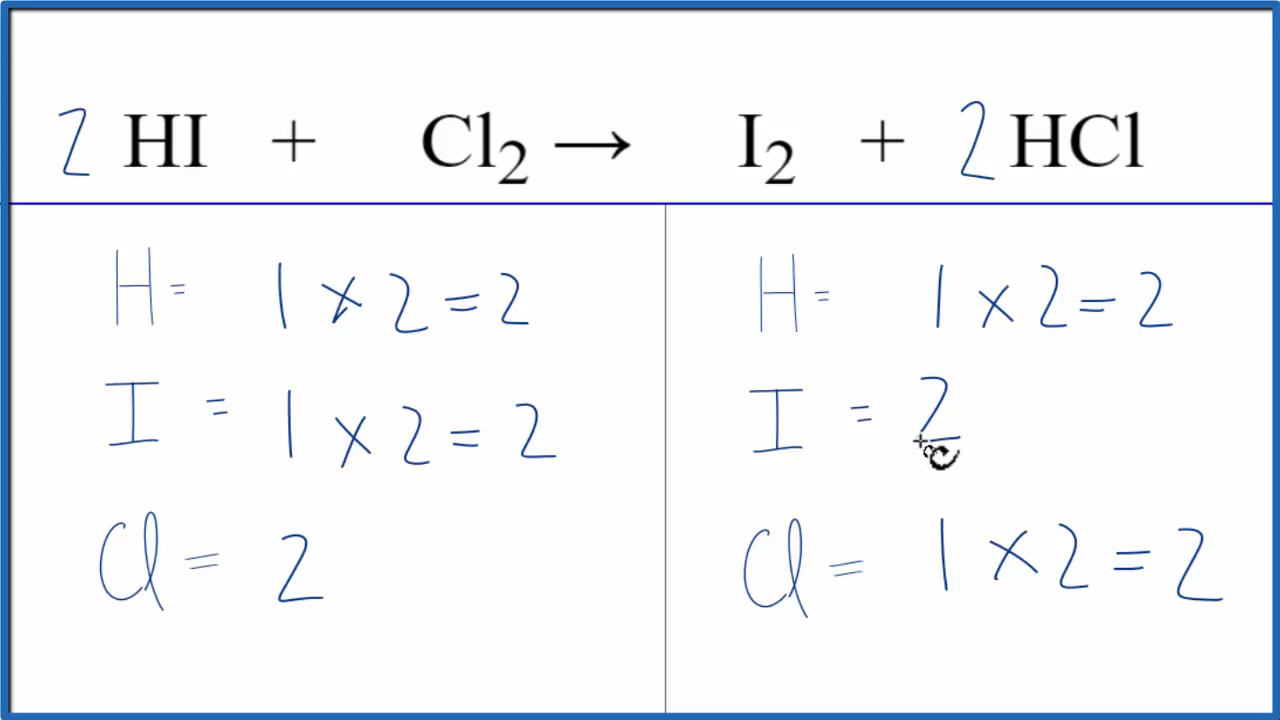 2 HI + Cl₂ → I₂ + 2 HCl
H = 1 x 2 = 2
I = 1 x 2 = 2
Cl = 2
H = 1 x 2 = 2
I = 2
Cl = 1 x 2 = 2